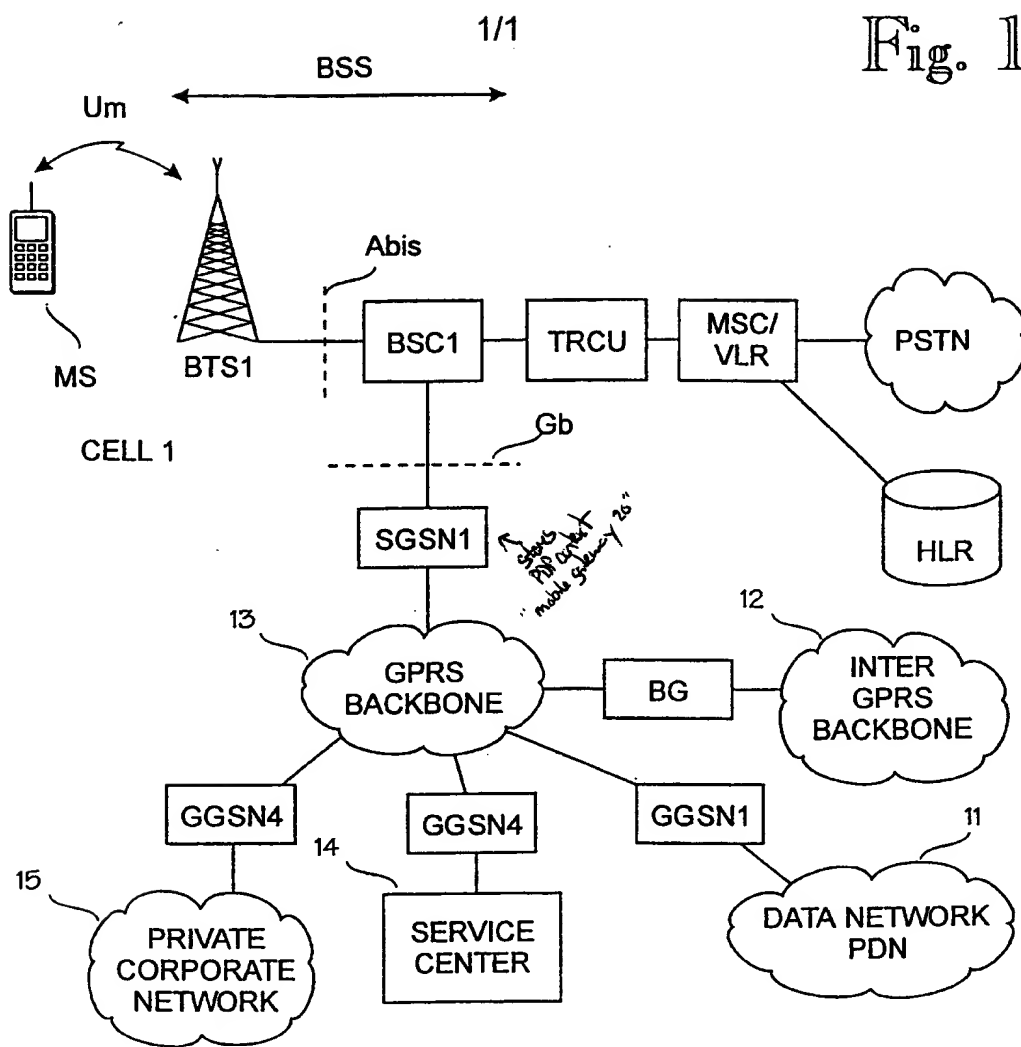 1/1
Fig. 1
BSS
Um
Abis
MS
BTS1
BSC1
TRCU
MSC/
VLR
PSTN
CELL 1
Gb
HLR
SGSN1
stores
PDP context
"mobile gateway 20"
13
GPRS
BACKBONE
BG
12
INTER
GPRS
BACKBONE
GGSN4
GGSN4
GGSN1
11
15
PRIVATE
CORPORATE
NETWORK
14
SERVICE
CENTER
DATA NETWORK
PDN